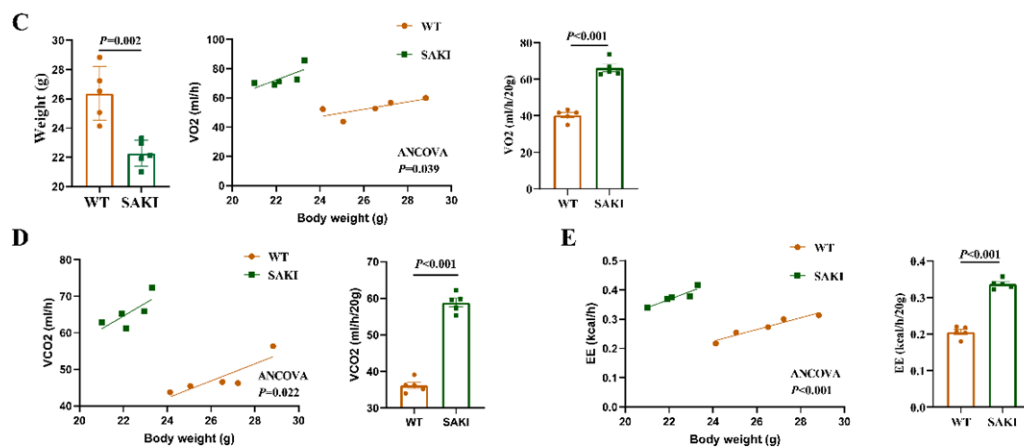 C
P=0.002
Weight (g)
28
26
24
22
20
WT
SAKI
WT
SAKI
VO2 (ml/h)
100
80
60
40
20
0
ANCOVA
P=0.039
20 22 24 26 28 30
Body weight (g)
P<0.001
VO2 (ml/h/20g)
80
60
40
20
0
WT
SAKI
D
WT
SAKI
VCO2 (ml/h)
80
70
60
50
40
ANCOVA
P=0.022
20 22 24 26 28 30
Body weight (g)
P<0.001
VCO2 (ml/h/20g)
70
60
50
40
30
WT SAKI
E
WT
SAKI
EE (kcal/h)
0.5
0.4
0.3
0.2
0.1
0.0
ANCOVA
P<0.001
20 22 24 26 28 30
Body weight (g)
P<0.001
EE (kcal/h/20g)
0.4
0.3
0.2
0.1
0.0
WT
SAKI